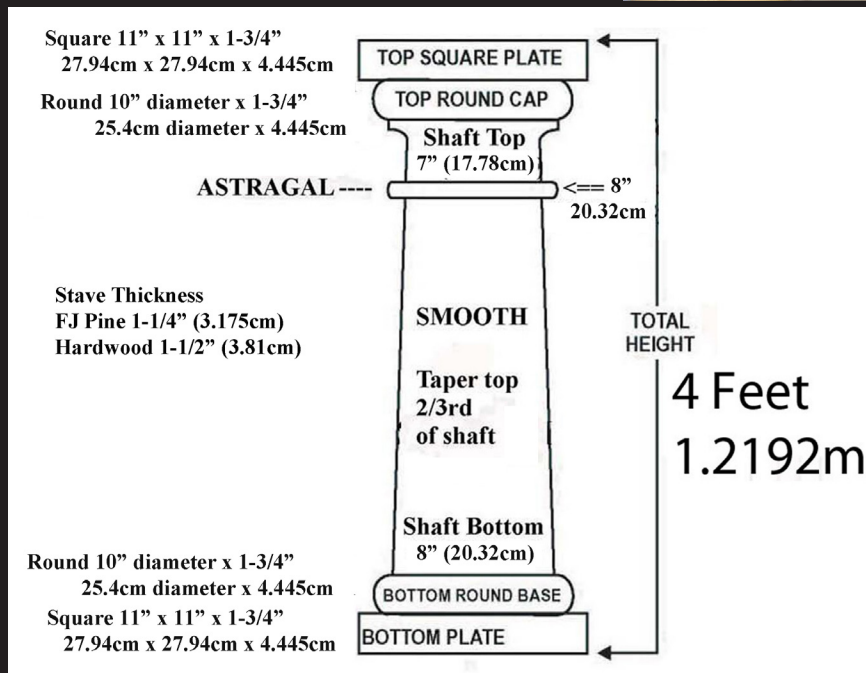 Square 11” x 11” x 1-3/4”
27.94cm x 27.94cm x 4.445cm
TOP SQUARE PLATE
Round 10” diameter x 1-3/4”
25.4cm diameter x 4.445cm
TOP ROUND CAP
Shaft Top
7” (17.78cm)
ASTRAGAL ----
<== 8”
20.32cm
Stave Thickness
FJ Pine 1-1/4” (3.175cm)
Hardwood 1-1/2” (3.81cm)
SMOOTH
Taper top
2/3rd
of shaft
TOTAL
HEIGHT
4 Feet
1.2192m
Shaft Bottom
8” (20.32cm)
Round 10” diameter x 1-3/4”
25.4cm diameter x 4.445cm
BOTTOM ROUND BASE
Square 11” x 11” x 1-3/4”
27.94cm x 27.94cm x 4.445cm
BOTTOM PLATE